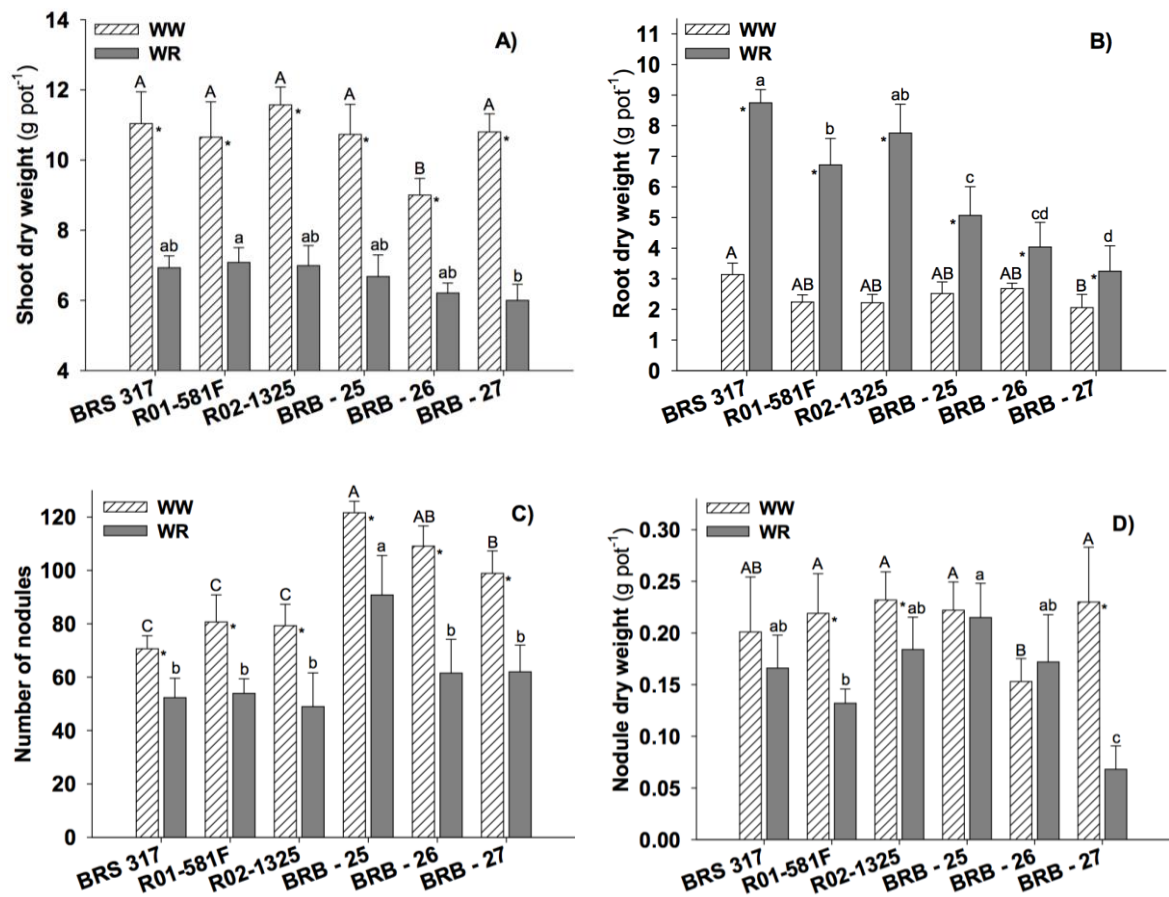 A)
WW
WR
Shoot dry weight (g pot⁻¹)
14
12
10
8
6
4
A A A A B A
* * * * * *
ab a ab ab ab b
BRS 317
R01-581F
R02-1325
BRB - 25
BRB - 26
BRB - 27
B)
WW
WR
Root dry weight (g pot⁻¹)
11
10
9
8
7
6
5
4
3
2
1
0
a b ab c cd d
* * * * * *
A AB AB AB AB B
BRS 317
R01-581F
R02-1325
BRB - 25
BRB - 26
BRB - 27
C)
WW
WR
Number of nodules
120
100
80
60
40
20
0
C C C A AB B
* * * * * *
b b b a b b
BRS 317
R01-581F
R02-1325
BRB - 25
BRB - 26
BRB - 27
D)
WW
WR
Nodule dry weight (g pot⁻¹)
0.30
0.25
0.20
0.15
0.10
0.05
0.00
AB A A A B A
* * *
ab b ab a ab c
BRS 317
R01-581F
R02-1325
BRB - 25
BRB - 26
BRB - 27